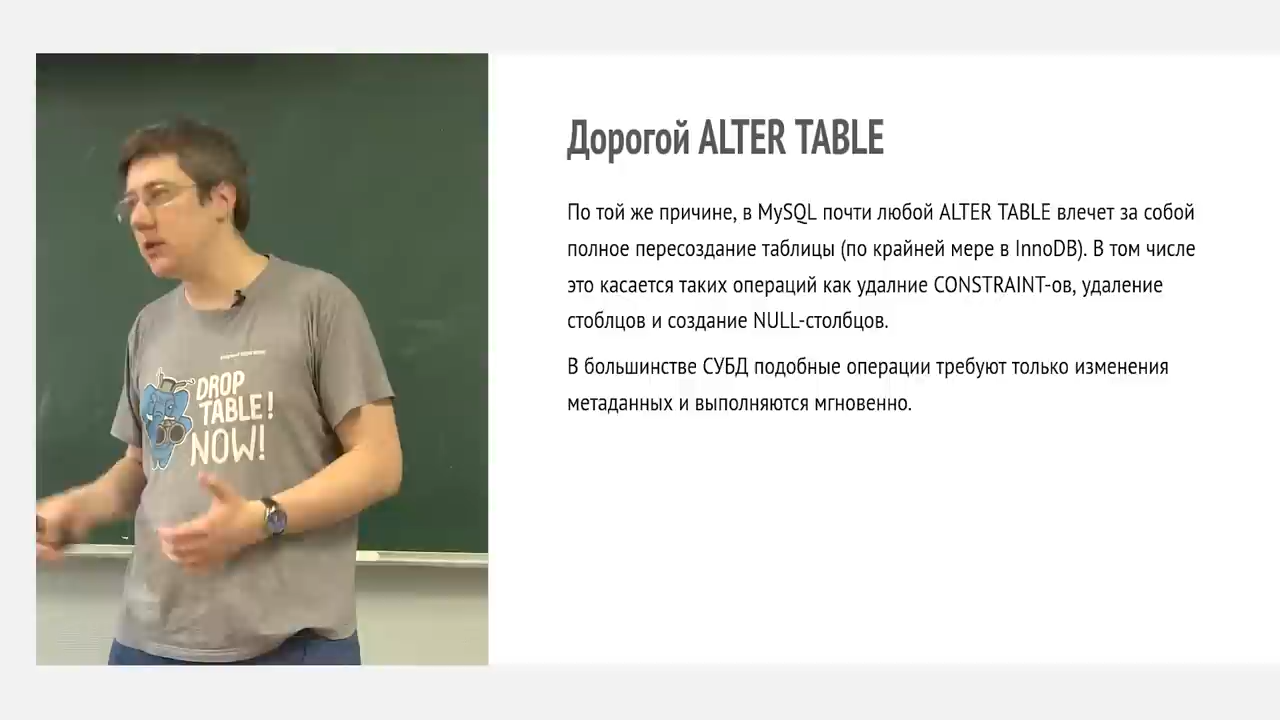 Дорогой ALTER TABLE
По той же причине, в MySQL почти любой ALTER TABLE влечет за собой
полное пересоздание таблицы (по крайней мере в InnoDB). В том числе
это касается таких операций как удалние CONSTRAINT-ов, удаление
стоблцов и создание NULL-столбцов.
В большинстве СУБД подобные операции требуют только изменения
метаданных и выполняются мгновенно.
DROP
TABLE!
NOW!